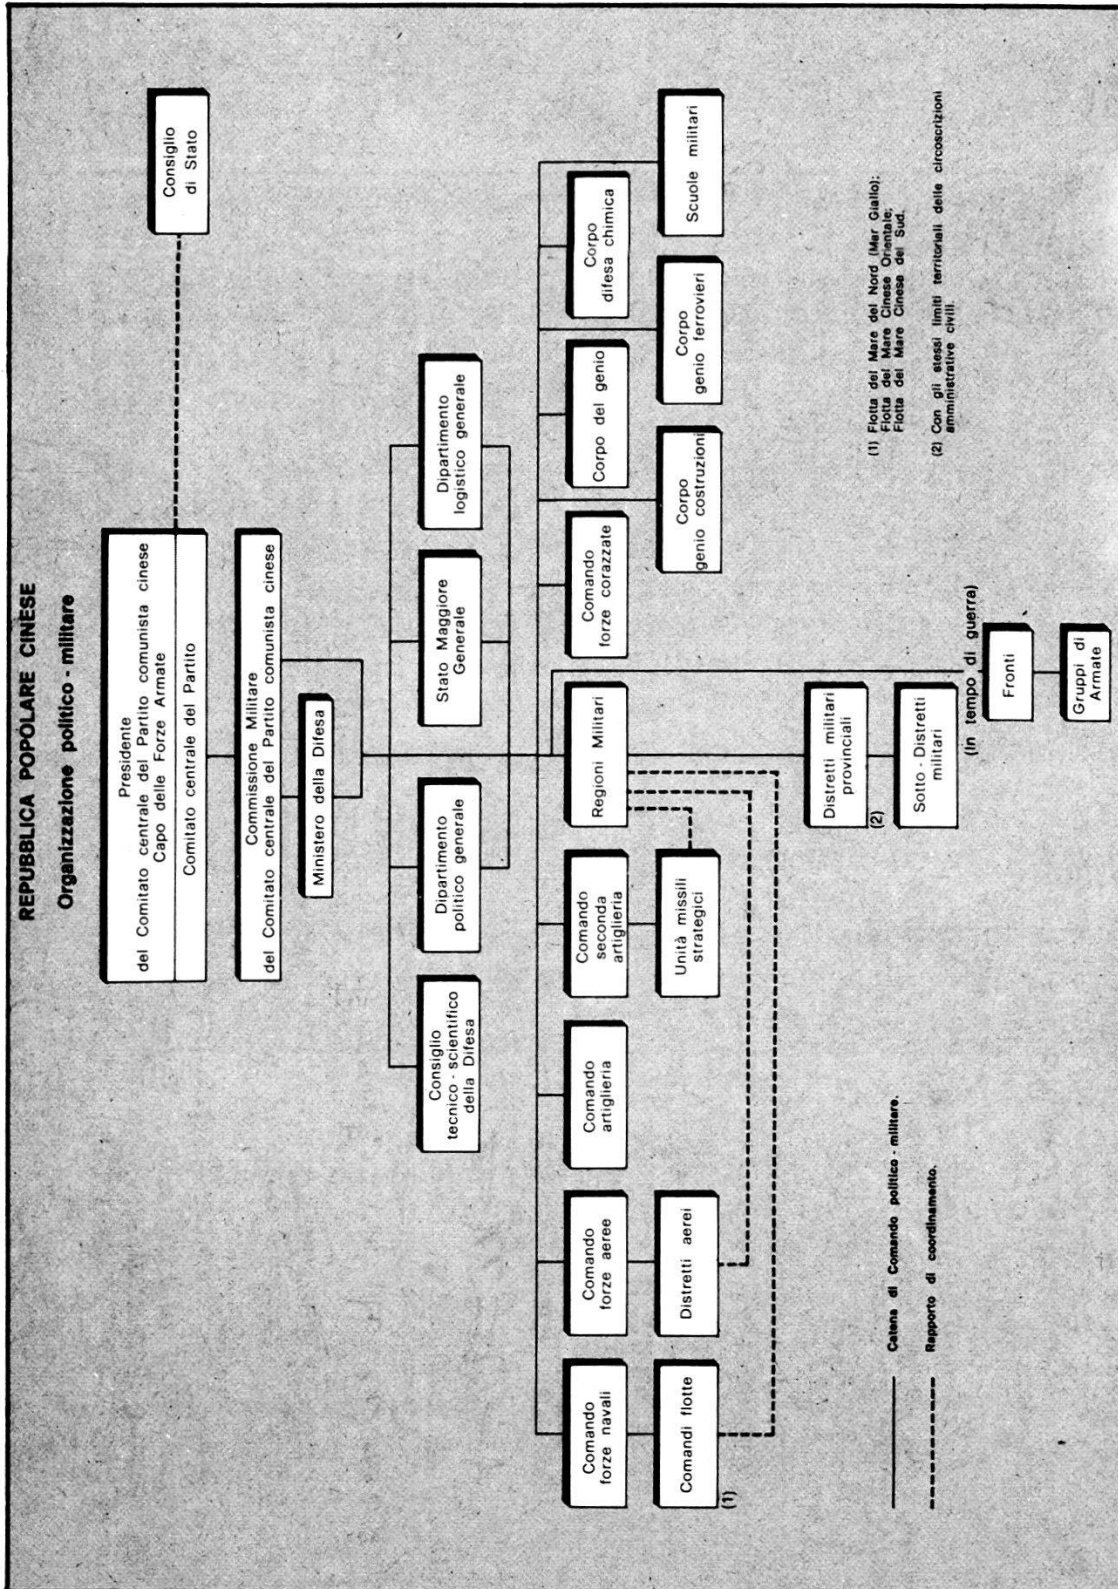 REPUBBLICA POPOLARE CINESE
Organizzazione politico - militare
Presidente
del Comitato centrale del Partito comunista cinese
Capo delle Forze Armate
Comitato centrale del Partito
Consiglio
di Stato
Commissione Militare
del Comitato centrale del Partito comunista cinese
Ministero della Difesa
Consiglio
tecnico - scientifico
della Difesa
Dipartimento
politico generale
Stato Maggiore
Generale
Dipartimento
logistico generale
Comando
forze navali
Comando
forze aeree
Comando
artiglieria
Comando
seconda
artiglieria
Regioni Militari
Comando
forze corazzate
Corpo del genio
Corpo
difesa chimica
Comandi flotte
(1)
Distretti aerei
Unità missili
strategici
Corpo
genio costruzioni
Corpo
genio ferrovieri
Scuole militari
Distretti militari
provinciali
(2)
Sotto - Distretti
militari
(In tempo di guerra)
Fronti
Gruppi di
Armate
Catena di Comando politico - militare.
Rapporto di coordinamento.
(1) Flotta del Mare del Nord (Mar Giallo);
Flotta del Mare Cinese Orientale;
Flotta del Mare Cinese del Sud.
(2) Con gli stessi limiti territoriali delle circoscrizioni
amministrative civili.